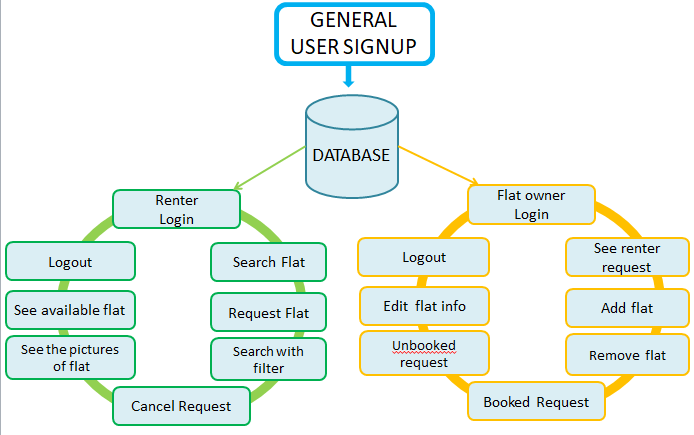 GENERAL
USER SIGNUP
DATABASE
Renter
Login
Logout
Search Flat
See available flat
Request Flat
See the pictures
of flat
Search with
filter
Cancel Request
Flat owner
Login
Logout
See renter
request
Edit flat info
Add flat
Unbooked
request
Remove flat
Booked Request